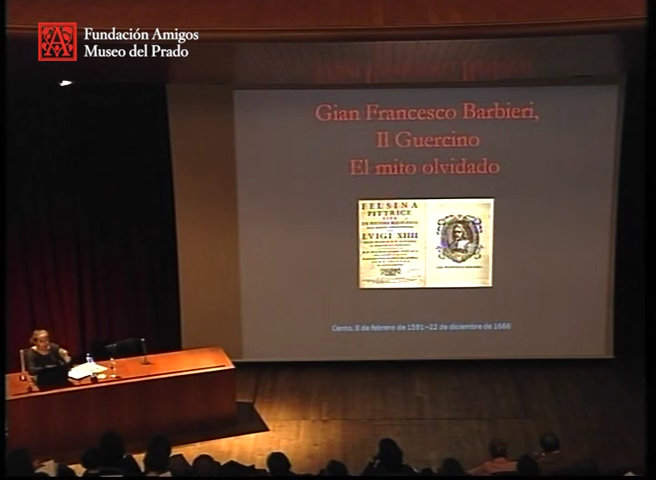 Fundación Amigos
Museo del Prado
Gian Francesco Barbieri,
Il Guercino
El mito olvidado
FELSINA
PITTRICE
LVIGI XIIII
Cento, 8 de febrero de 1591–22 de diciembre de 1666